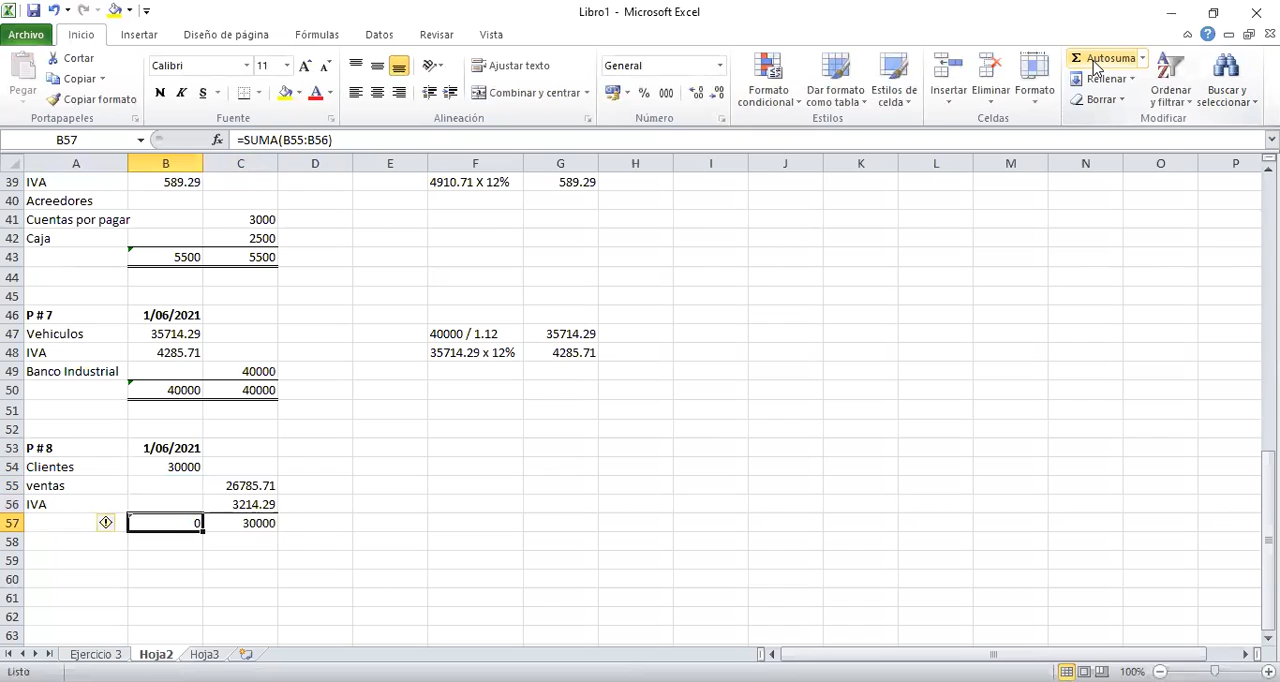 Libro1 - Microsoft Excel
Archivo Inicio Insertar Diseño de página Fórmulas Datos Revisar Vista
Pegar Cortar Copiar Copiar formato
Portapapeles
Calibri 11
N K S A A A
Fuente
Ajustar texto
Combinar y centrar
Alineación
General
% 000
Número
Formato condicional Dar formato como tabla Estilos de celda
Estilos
Insertar Eliminar Formato
Celdas
Σ Autosuma
Rellenar
Borrar
Ordenar y filtrar Buscar y seleccionar
Modificar
B57 fx =SUMA(B55:B56)
A B C D E F G H I J K L M N O P
39 IVA 589.29 4910.71 X 12% 589.29
40 Acreedores
41 Cuentas por pagar 3000
42 Caja 2500
43 5500 5500
44
45
46 P # 7 1/06/2021
47 Vehiculos 35714.29 40000 / 1.12 35714.29
48 IVA 4285.71 35714.29 x 12% 4285.71
49 Banco Industrial 40000
50 40000 40000
51
52
53 P # 8 1/06/2021
54 Clientes 30000
55 ventas 26785.71
56 IVA 3214.29
57 0 30000
58
59
60
61
62
63
Ejercicio 3 Hoja2 Hoja3
Listo 100%